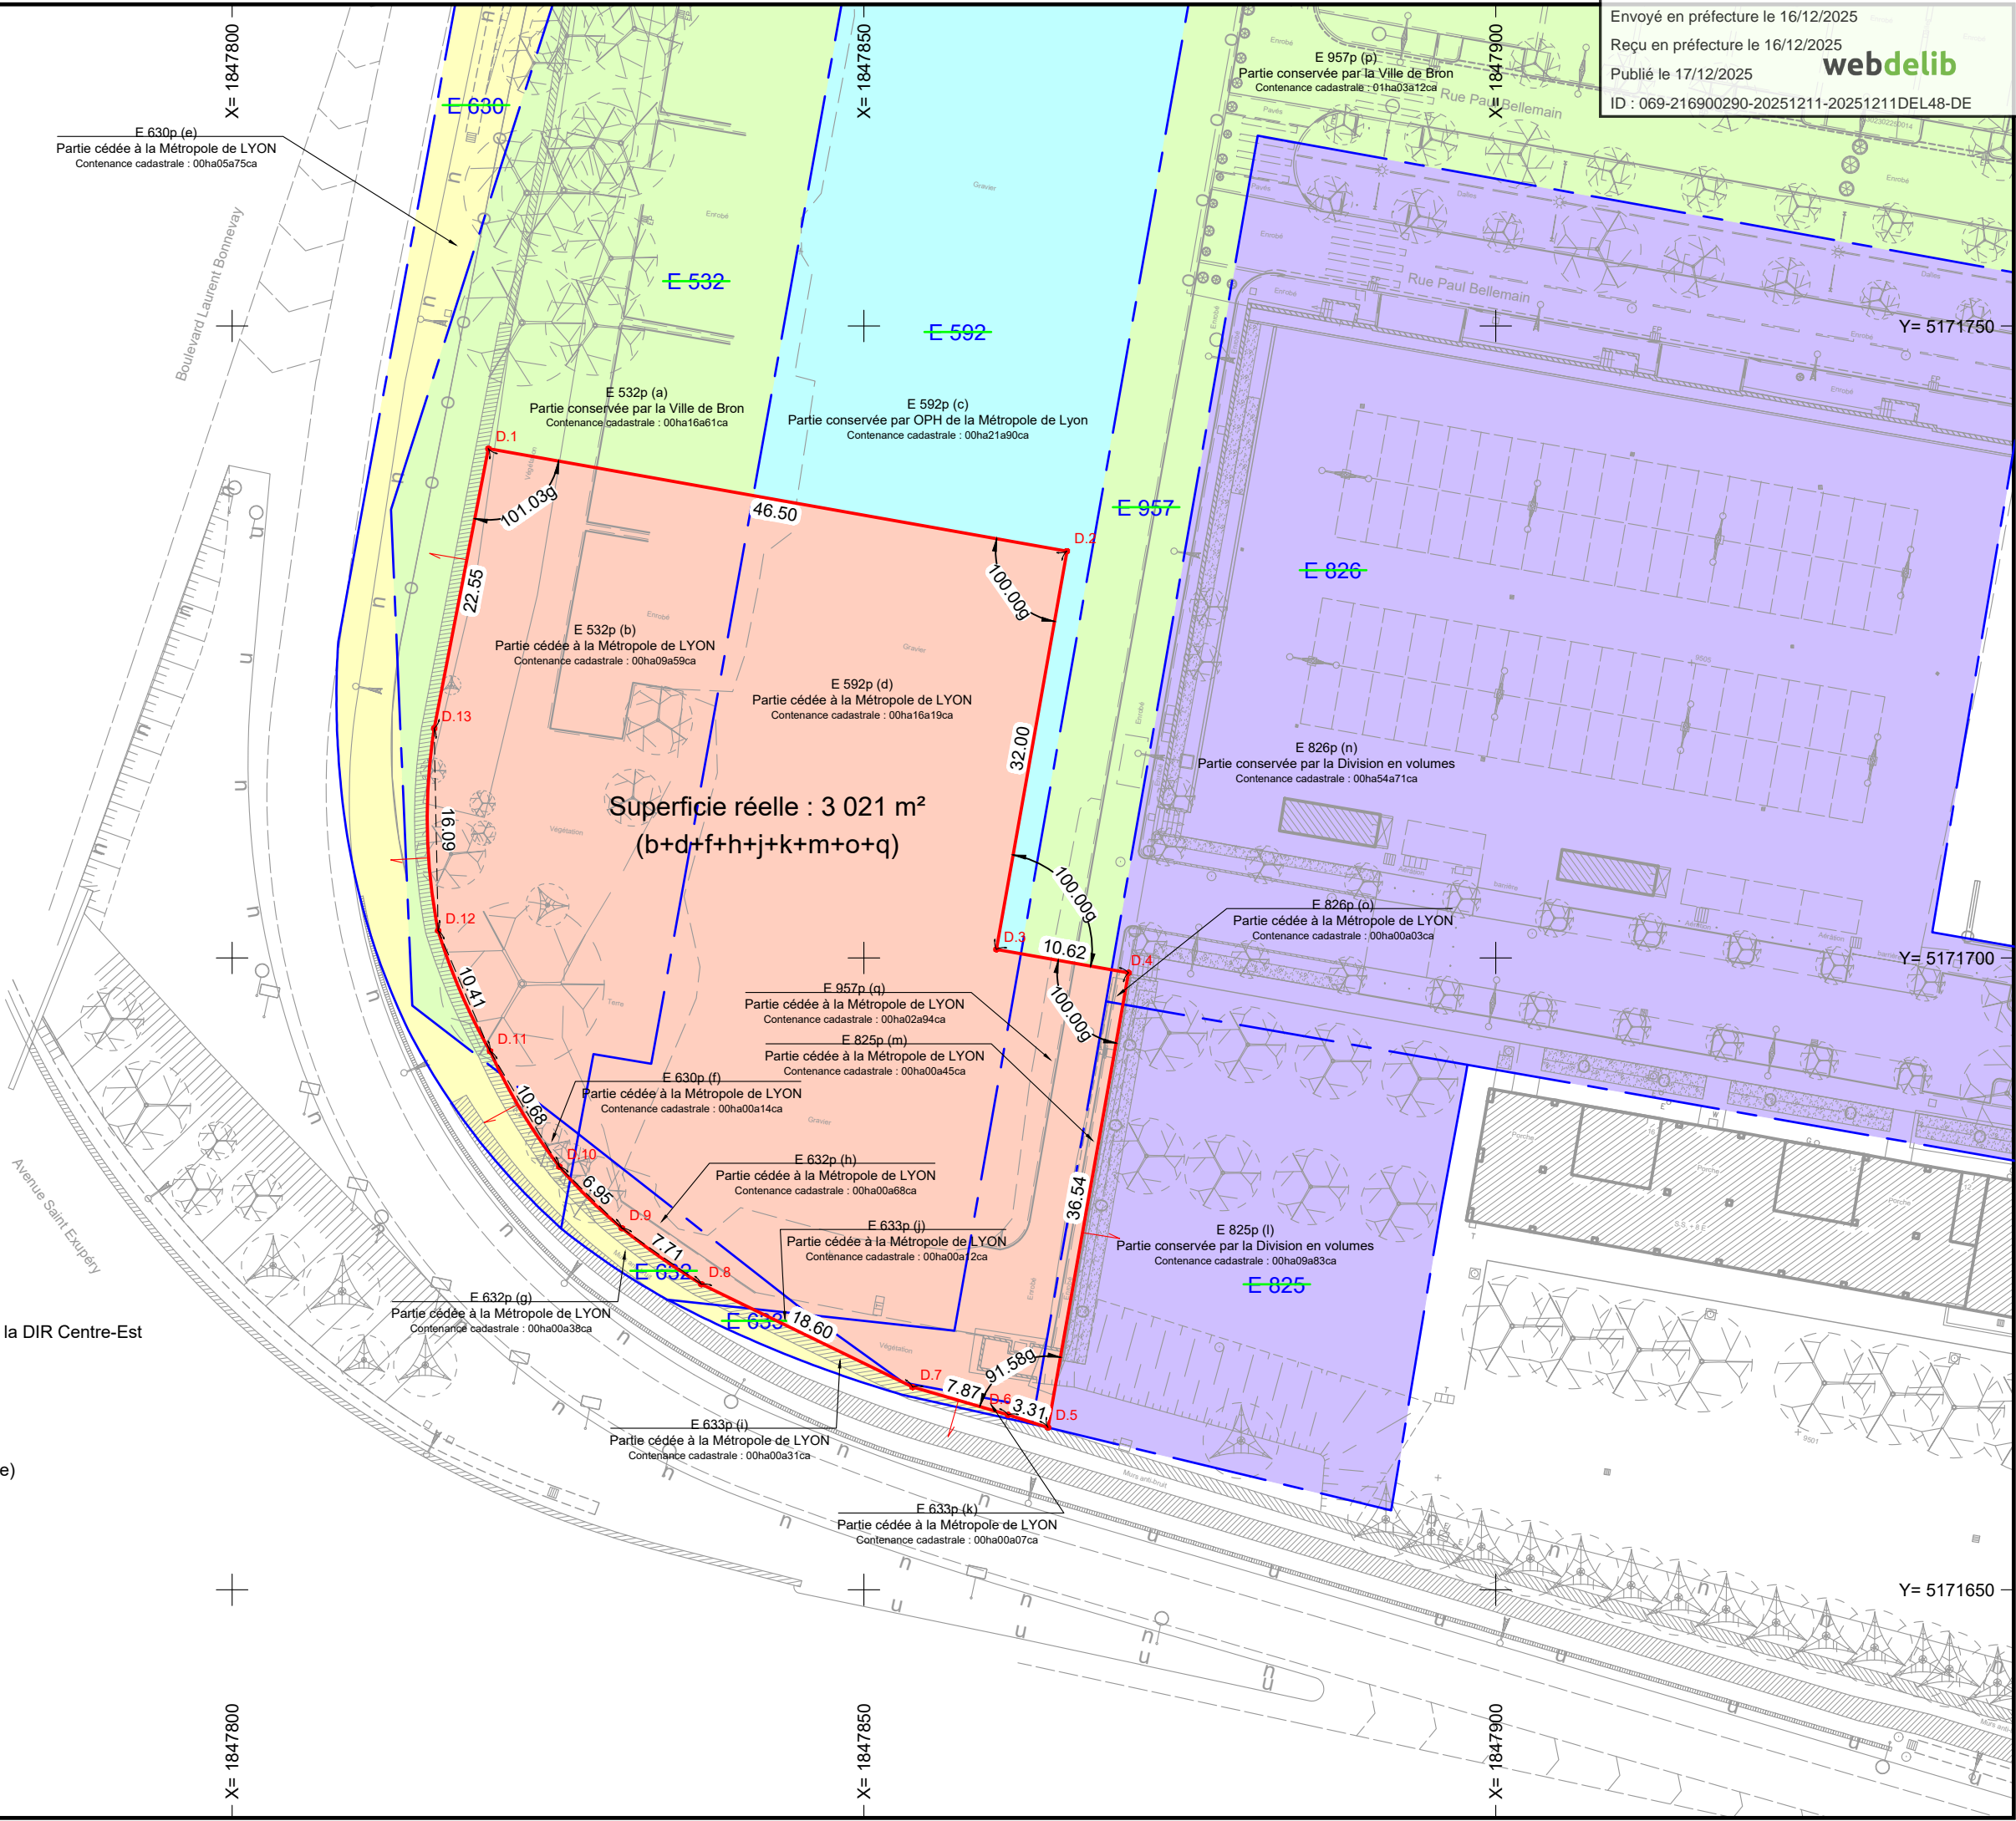 Envoyé en préfecture le 16/12/2025
Reçu en préfecture le 16/12/2025
Publié le 17/12/2025
webdelib
ID : 069-216900290-20251211-20251211DEL48-DE
X= 1847800
X= 1847850
X= 1847900
E 957p (p)
Partie conservée par la Ville de Bron
Contenance cadastrale : 01ha03a12ca
Rue Paul Bellemain
E 630
E 630p (e)
Partie cédée à la Métropole de LYON
Contenance cadastrale : 00ha05a75ca
Boulevard Laurent Bonnevay
E 532
E 592
Rue Paul Bellemain
Y= 5171750
E 532p (a)
Partie conservée par la Ville de Bron
Contenance cadastrale : 00ha16a61ca
E 592p (c)
Partie conservée par OPH de la Métropole de Lyon
Contenance cadastrale : 00ha21a90ca
D.1
101.03g
46.50
E 957
D.2
E 826
100.00g
22.55
E 532p (b)
Partie cédée à la Métropole de LYON
Contenance cadastrale : 00ha09a59ca
E 592p (d)
Partie cédée à la Métropole de LYON
Contenance cadastrale : 00ha16a19ca
D.13
32.00
E 826p (n)
Partie conservée par la Division en volumes
Contenance cadastrale : 00ha54a71ca
Superficie réelle : 3 021 m²
(b+d+f+h+j+k+m+o+q)
16.09
100.00g
E 826p (o)
Partie cédée à la Métropole de LYON
Contenance cadastrale : 00ha00a03ca
D.12
D.3
10.62
D.4
Y= 5171700
10.41
E 957p (q)
Partie cédée à la Métropole de LYON
Contenance cadastrale : 00ha02a94ca
100.00g
D.11
E 825p (m)
Partie cédée à la Métropole de LYON
Contenance cadastrale : 00ha00a45ca
E 630p (f)
Partie cédée à la Métropole de LYON
Contenance cadastrale : 00ha00a14ca
10.68
D.10
6.95
E 632p (h)
Partie cédée à la Métropole de LYON
Contenance cadastrale : 00ha00a68ca
36.54
D.9
7.71
E 633p (j)
Partie cédée à la Métropole de LYON
Contenance cadastrale : 00ha00a12ca
E 825p (l)
Partie conservée par la Division en volumes
Contenance cadastrale : 00ha09a83ca
E 825
E 632
D.8
Avenue Saint Exupéry
E 632p (g)
Partie cédée à la Métropole de LYON
Contenance cadastrale : 00ha00a38ca
E 633
18.60
la DIR Centre-Est
91.58g
D.7
7.87
D.6
3.31
D.5
E 633p (i)
Partie cédée à la Métropole de LYON
Contenance cadastrale : 00ha00a31ca
e)
Murs anti-bruit
E 633p (k)
Partie cédée à la Métropole de LYON
Contenance cadastrale : 00ha00a07ca
Y= 5171650
X= 1847800
X= 1847850
X= 1847900